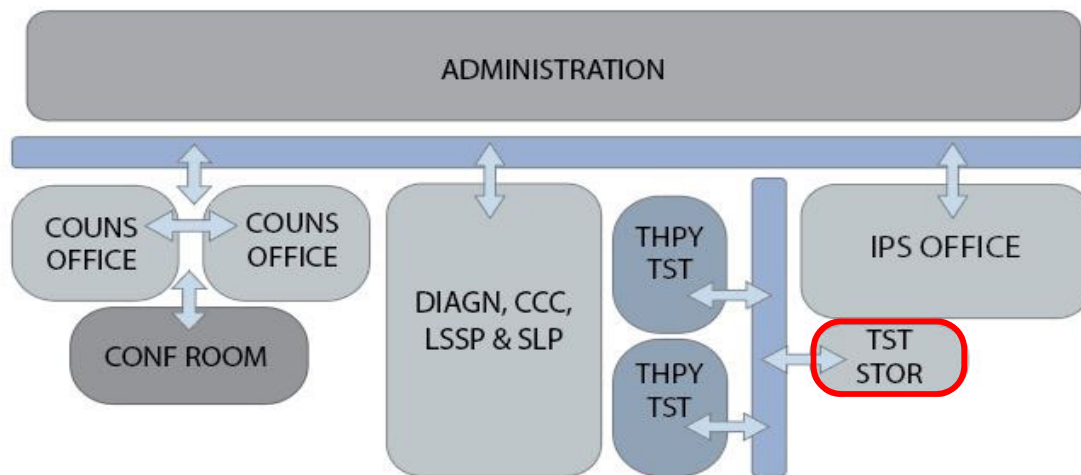 ADMINISTRATION
COUNS
OFFICE
COUNS
OFFICE
CONF ROOM
DIAGN, CCC,
LSSP & SLP
THPY
TST
THPY
TST
IPS OFFICE
TST
STOR